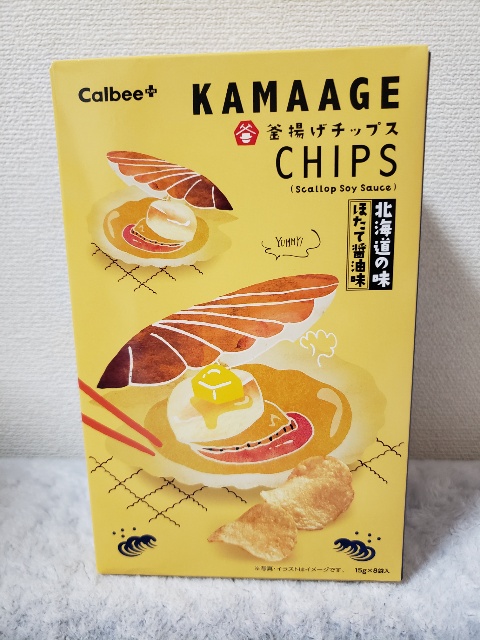 Calbee+
KAMAAGE
釜揚げチップス
CHIPS
(Scallop Soy Sauce)
北海道の味
ほたて醤油味
YUMMY!
※写真・イラストはイメージです。
15g×8袋入